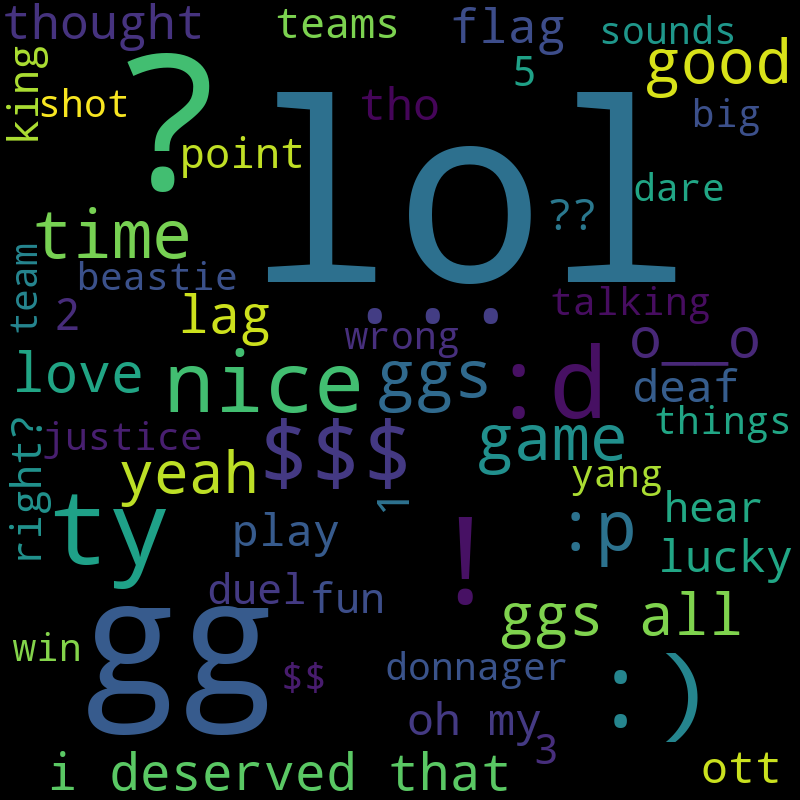 thought
teams
flag
sounds
king
shot
?
5
good
tho
lol
big
point
dare
??
time
team
beastie
2
lag
...
talking
wrong
o__o
love
nice
ggs
:d
deaf
right?
justice
$$$
game
things
yeah
yang
1
ty
play
!
:p
hear
lucky
duel
fun
gg
ggs all
win
$$
donnager
:)
oh my
3
i deserved that
ott